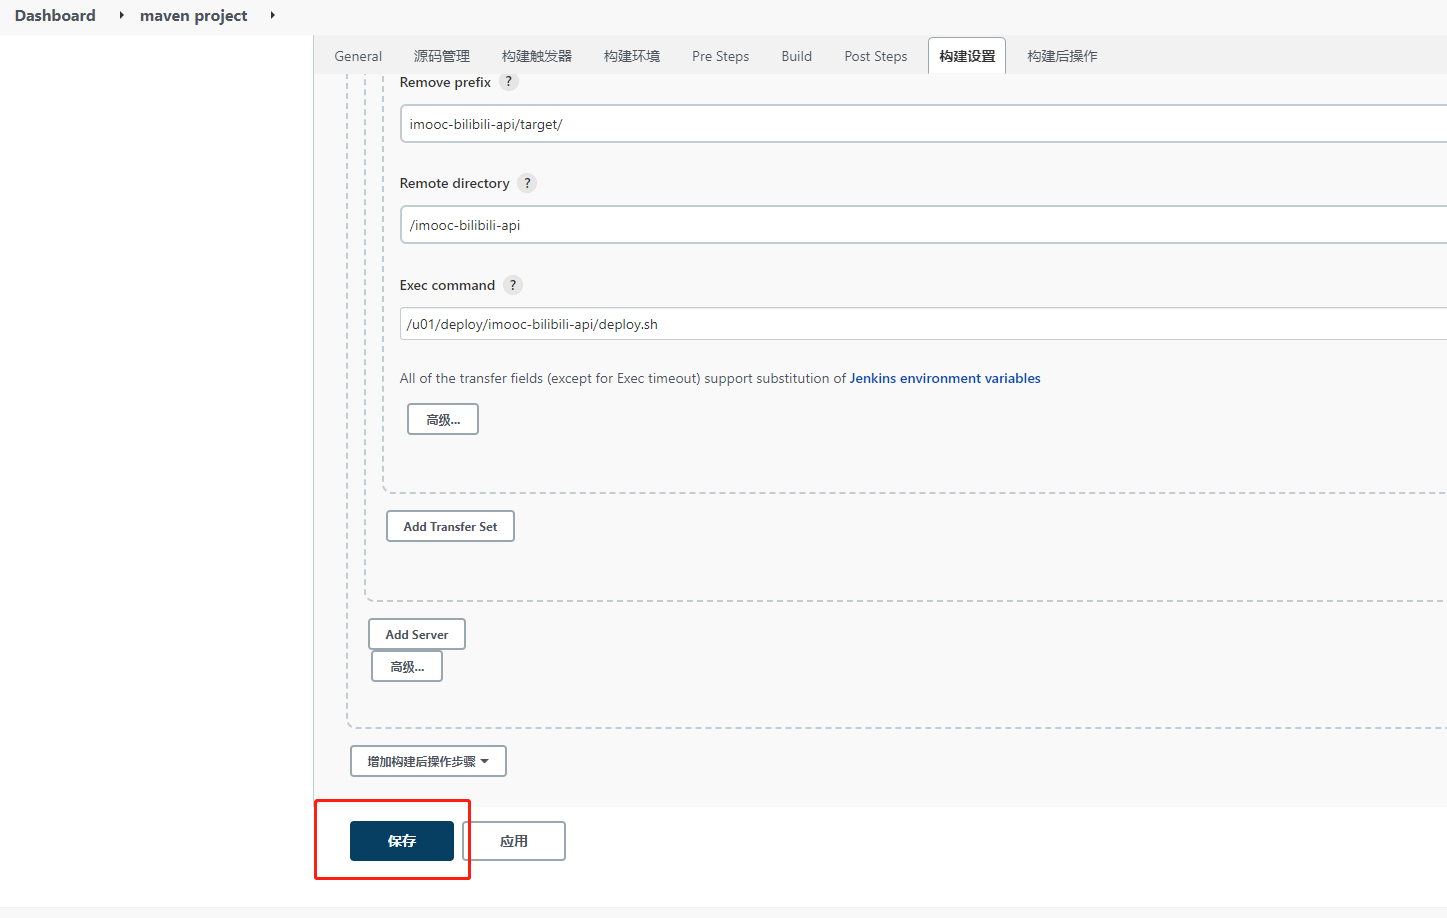 Dashboard maven project
General 源码管理 构建触发器 构建环境 Pre Steps Build Post Steps 构建设置 构建后操作
Remove prefix ?
imooc-bilibili-api/target/
Remote directory ?
/imooc-bilibili-api
Exec command ?
/u01/deploy/imooc-bilibili-api/deploy.sh
All of the transfer fields (except for Exec timeout) support substitution of Jenkins environment variables
高级...
Add Transfer Set
Add Server
高级...
增加构建后操作步骤
保存 应用